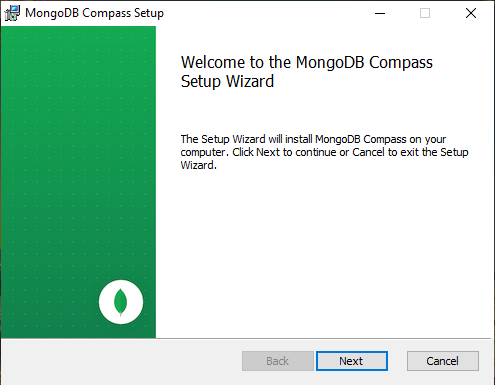 MongoDB Compass Setup
Welcome to the MongoDB Compass
Setup Wizard
The Setup Wizard will install MongoDB Compass on your
computer. Click Next to continue or Cancel to exit the Setup
Wizard.
Back
Next
Cancel